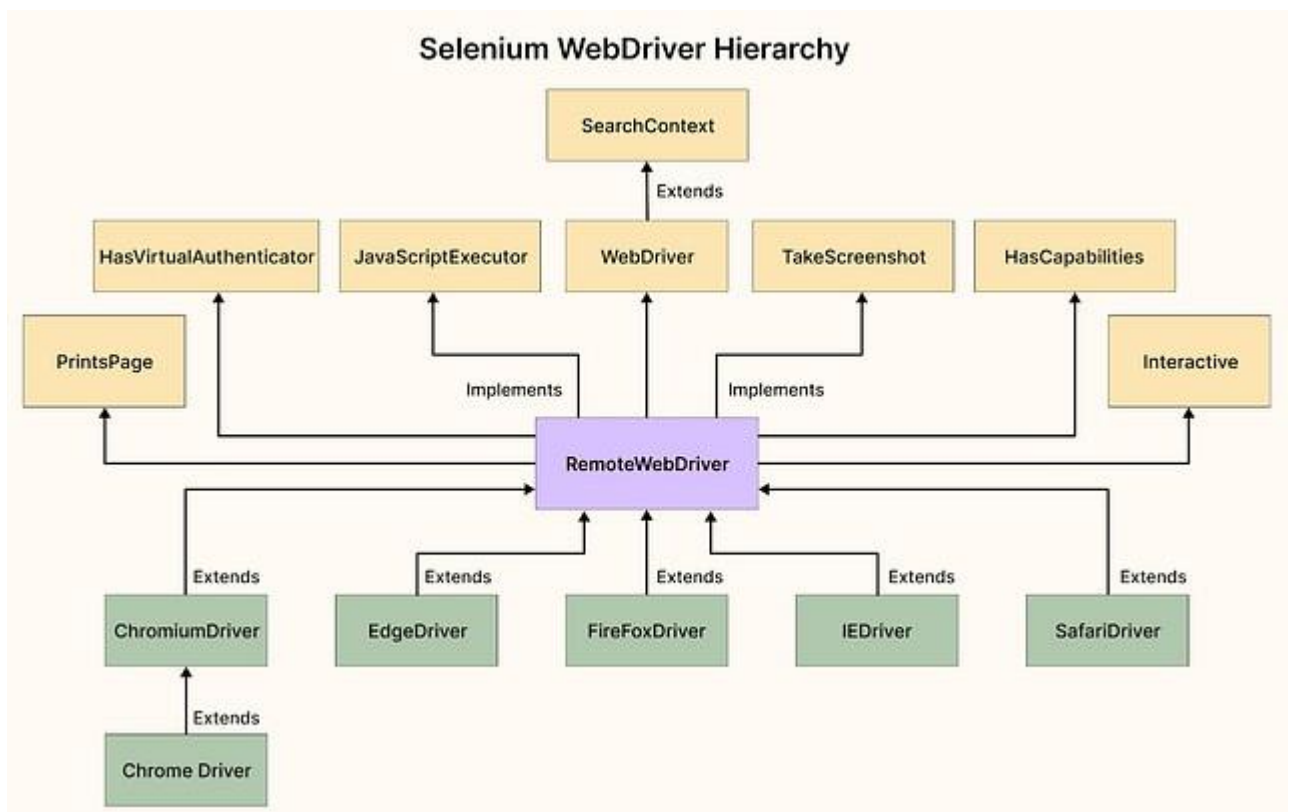 Selenium WebDriver Hierarchy
SearchContext
Extends
HasVirtualAuthenticator
JavaScriptExecutor
WebDriver
TakeScreenshot
HasCapabilities
PrintsPage
Interactive
Implements
Implements
RemoteWebDriver
Extends
Extends
Extends
Extends
Extends
ChromiumDriver
EdgeDriver
FireFoxDriver
IEDriver
SafariDriver
Extends
Chrome Driver